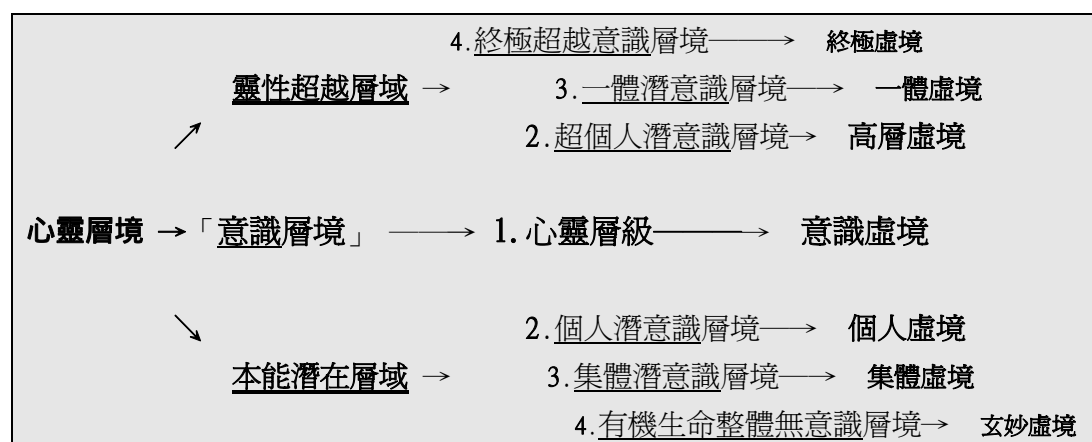 4.終極超越意識層境───→ 終極虛境
靈性超越層域 → 3.一體潛意識層境──→ 一體虛境
↗ 2.超個人潛意識層境→ 高層虛境
心靈層境 →「意識層境」 ───→ 1.心靈層級────→ 意識虛境
↘ 2.個人潛意識層境──→ 個人虛境
本能潛在層域 → 3.集體潛意識層境──→ 集體虛境
4.有機生命整體無意識層境→ 玄妙虛境